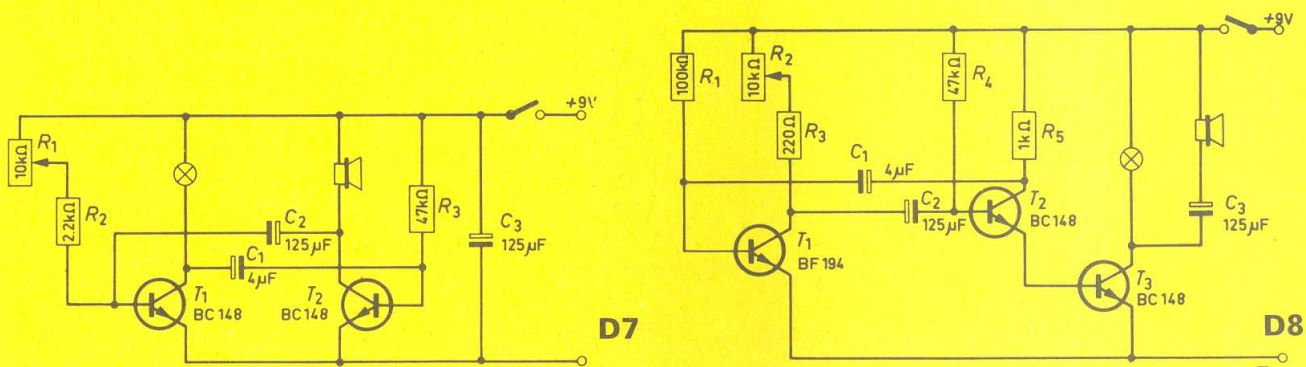 +9V
10kΩ
R1
2.2kΩ
R2
C2
125μF
C1
4μF
T1
BC 148
T2
BC 148
47kΩ
R3
C3
125μF
D7
+9V
100kΩ
R1
10kΩ
R2
220Ω
R3
C1
4μF
C2
125μF
47kΩ
R4
1kΩ
R5
T1
BF 194
T2
BC 148
T3
BC 148
C3
125μF
D8